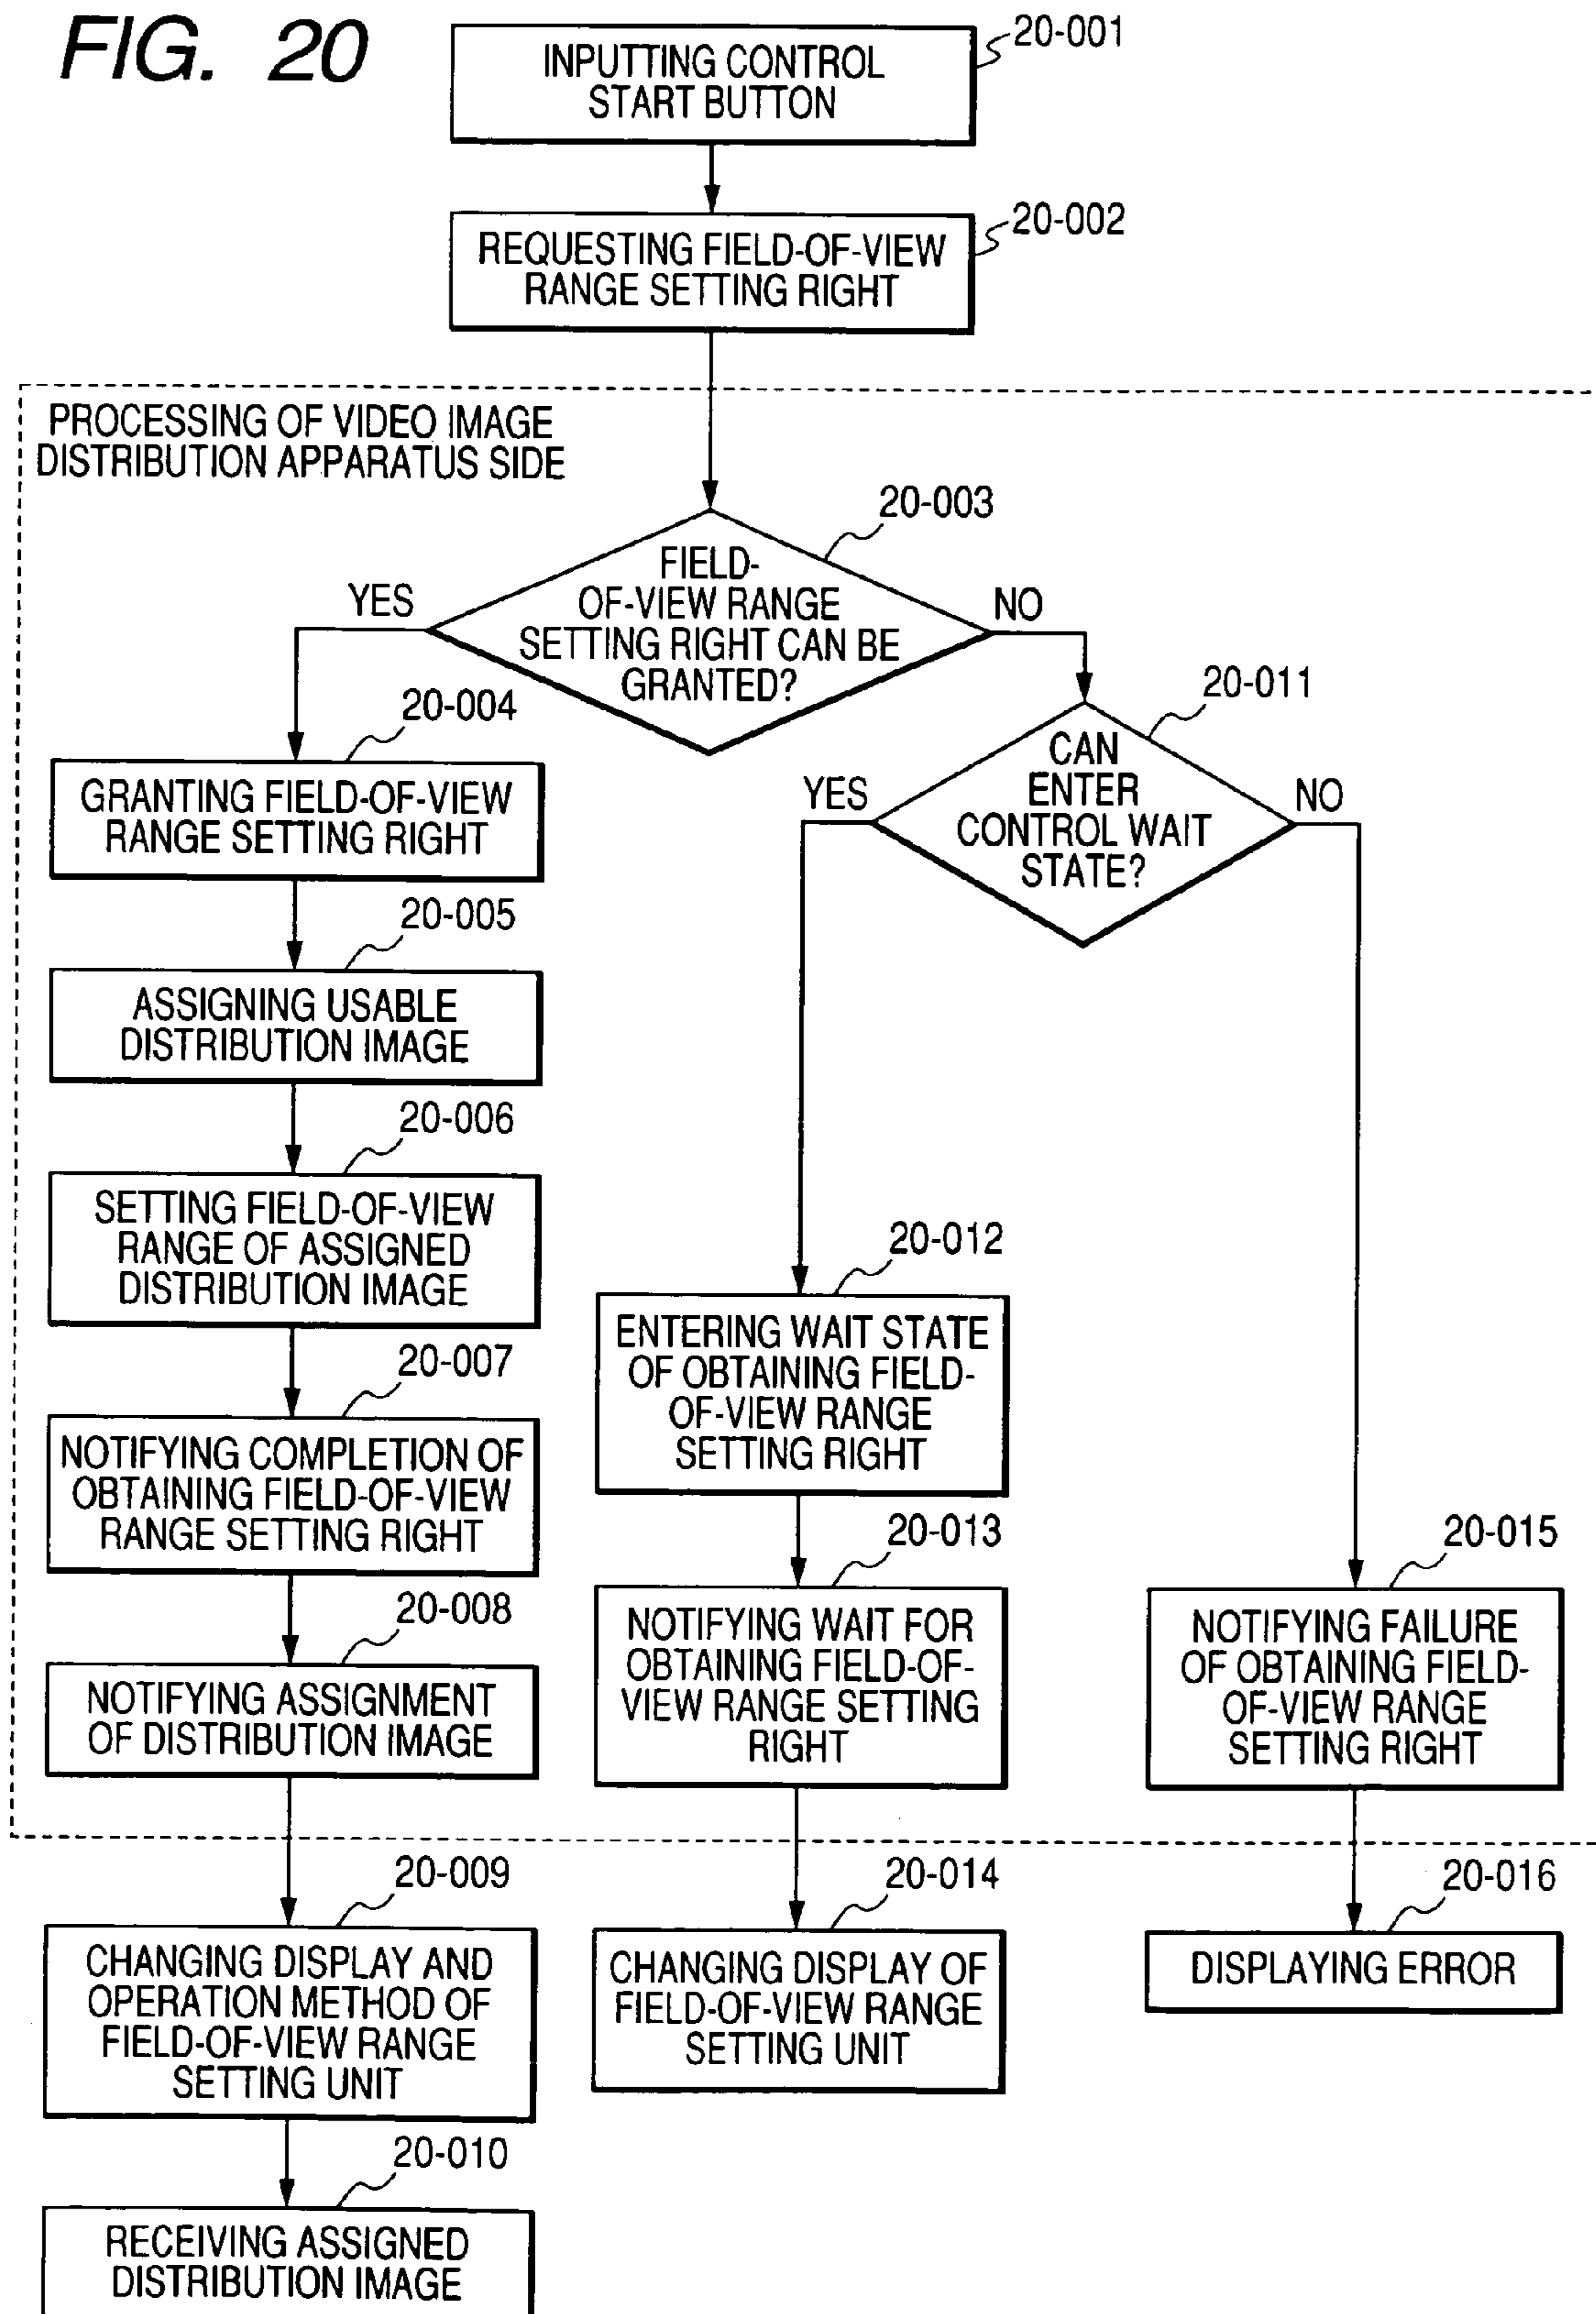 FIG. 20
20-001
INPUTTING CONTROL
START BUTTON
20-002
REQUESTING FIELD-OF-VIEW
RANGE SETTING RIGHT
PROCESSING OF VIDEO IMAGE
DISTRIBUTION APPARATUS SIDE
20-003
FIELD-
OF-VIEW RANGE
SETTING RIGHT CAN BE
GRANTED?
YES
NO
20-004
GRANTING FIELD-OF-VIEW
RANGE SETTING RIGHT
20-005
ASSIGNING USABLE
DISTRIBUTION IMAGE
20-006
SETTING FIELD-OF-VIEW
RANGE OF ASSIGNED
DISTRIBUTION IMAGE
20-007
NOTIFYING COMPLETION OF
OBTAINING FIELD-OF-VIEW
RANGE SETTING RIGHT
20-008
NOTIFYING ASSIGNMENT
OF DISTRIBUTION IMAGE
20-009
CHANGING DISPLAY AND
OPERATION METHOD OF
FIELD-OF-VIEW RANGE
SETTING UNIT
20-010
RECEIVING ASSIGNED
DISTRIBUTION IMAGE
20-011
CAN
ENTER
CONTROL WAIT
STATE?
YES
NO
20-012
ENTERING WAIT STATE
OF OBTAINING FIELD-
OF-VIEW RANGE
SETTING RIGHT
20-013
NOTIFYING WAIT FOR
OBTAINING FIELD-OF-
VIEW RANGE SETTING
RIGHT
20-014
CHANGING DISPLAY OF
FIELD-OF-VIEW RANGE
SETTING UNIT
20-015
NOTIFYING FAILURE
OF OBTAINING FIELD-
OF-VIEW RANGE
SETTING RIGHT
20-016
DISPLAYING ERROR